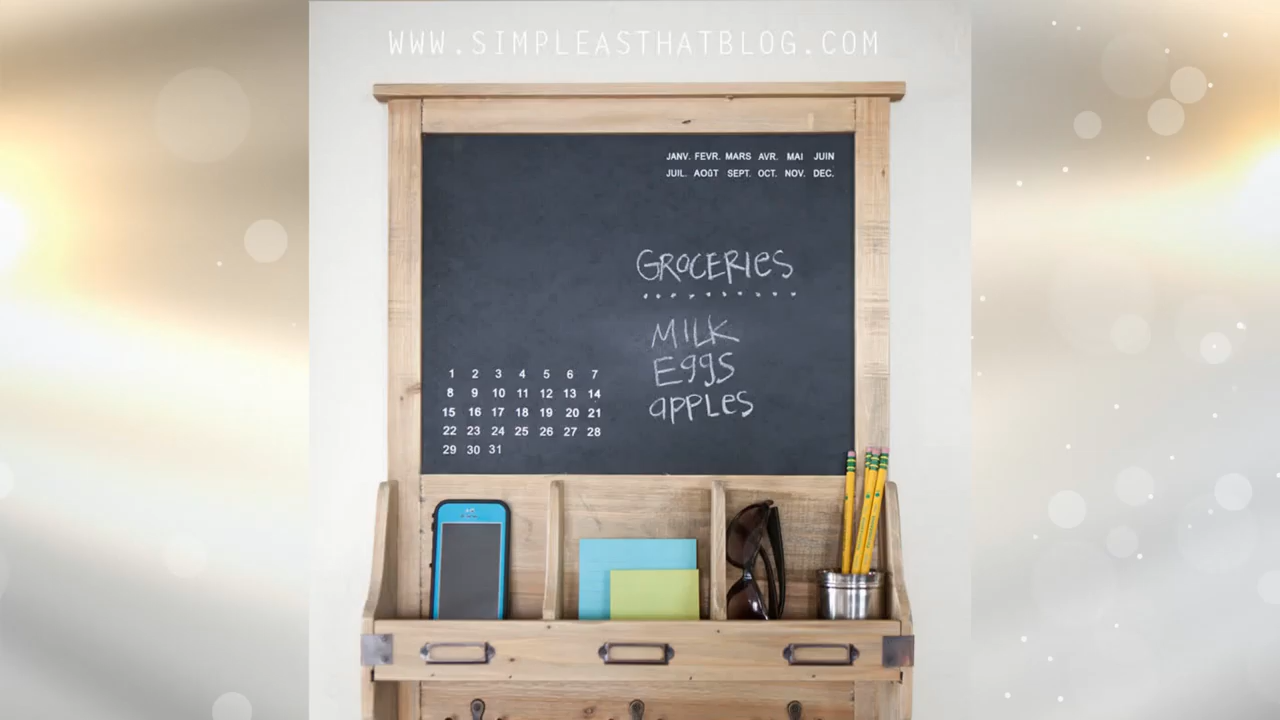 WWW.SIMPLEASTHATBLOG.COM
JANV. FEVR. MARS AVR. MAI JUIN
JUIL. AOÛT SEPT. OCT. NOV. DEC.
GROCERIES
MILK
Eggs
apples
1 2 3 4 5 6 7
8 9 10 11 12 13 14
15 16 17 18 19 20 21
22 23 24 25 26 27 28
29 30 31